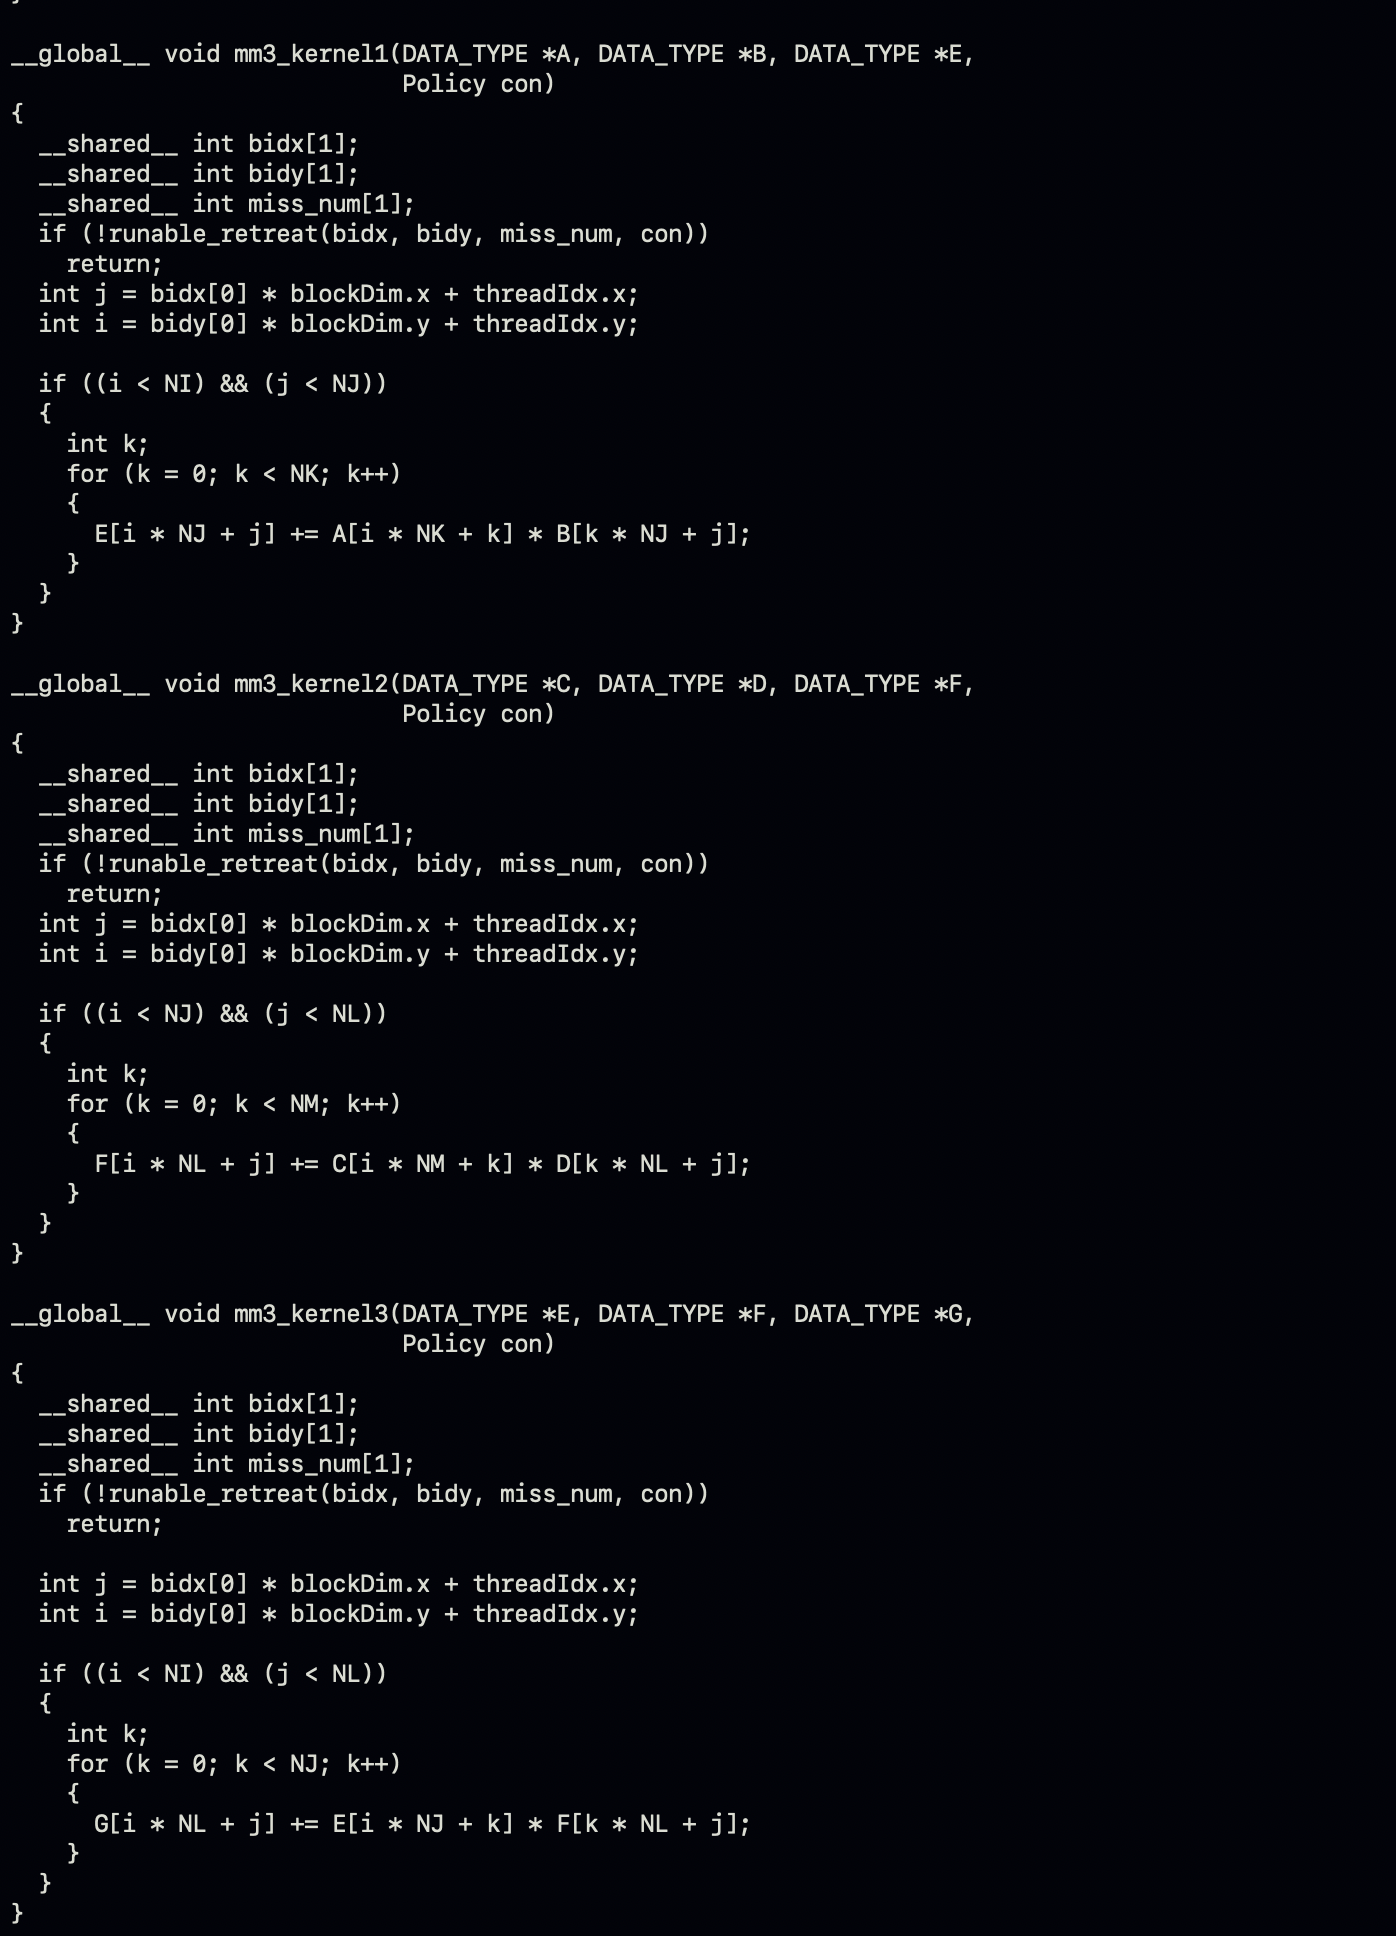 }
__global__ void mm3_kernel1(DATA_TYPE *A, DATA_TYPE *B, DATA_TYPE *E,
                            Policy con)
{
  __shared__ int bidx[1];
  __shared__ int bidy[1];
  __shared__ int miss_num[1];
  if (!runable_retreat(bidx, bidy, miss_num, con))
    return;
  int j = bidx[0] * blockDim.x + threadIdx.x;
  int i = bidy[0] * blockDim.y + threadIdx.y;

  if ((i < NI) && (j < NJ))
  {
    int k;
    for (k = 0; k < NK; k++)
    {
      E[i * NJ + j] += A[i * NK + k] * B[k * NJ + j];
    }
  }
}

__global__ void mm3_kernel2(DATA_TYPE *C, DATA_TYPE *D, DATA_TYPE *F,
                            Policy con)
{
  __shared__ int bidx[1];
  __shared__ int bidy[1];
  __shared__ int miss_num[1];
  if (!runable_retreat(bidx, bidy, miss_num, con))
    return;
  int j = bidx[0] * blockDim.x + threadIdx.x;
  int i = bidy[0] * blockDim.y + threadIdx.y;

  if ((i < NJ) && (j < NL))
  {
    int k;
    for (k = 0; k < NM; k++)
    {
      F[i * NL + j] += C[i * NM + k] * D[k * NL + j];
    }
  }
}

__global__ void mm3_kernel3(DATA_TYPE *E, DATA_TYPE *F, DATA_TYPE *G,
                            Policy con)
{
  __shared__ int bidx[1];
  __shared__ int bidy[1];
  __shared__ int miss_num[1];
  if (!runable_retreat(bidx, bidy, miss_num, con))
    return;

  int j = bidx[0] * blockDim.x + threadIdx.x;
  int i = bidy[0] * blockDim.y + threadIdx.y;

  if ((i < NI) && (j < NL))
  {
    int k;
    for (k = 0; k < NJ; k++)
    {
      G[i * NL + j] += E[i * NJ + k] * F[k * NL + j];
    }
  }
}